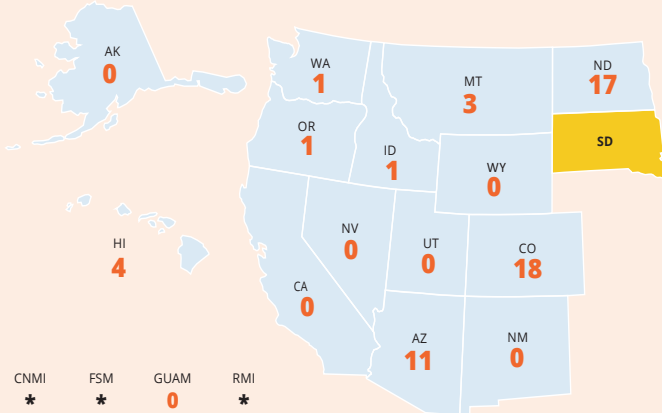 AK
0
WA
1
MT
3
ND
17
OR
1
ID
1
SD
WY
0
HI
4
NV
0
UT
0
CO
18
CA
0
AZ
11
NM
0
CNMI FSM GUAM RMI
* * 0 *